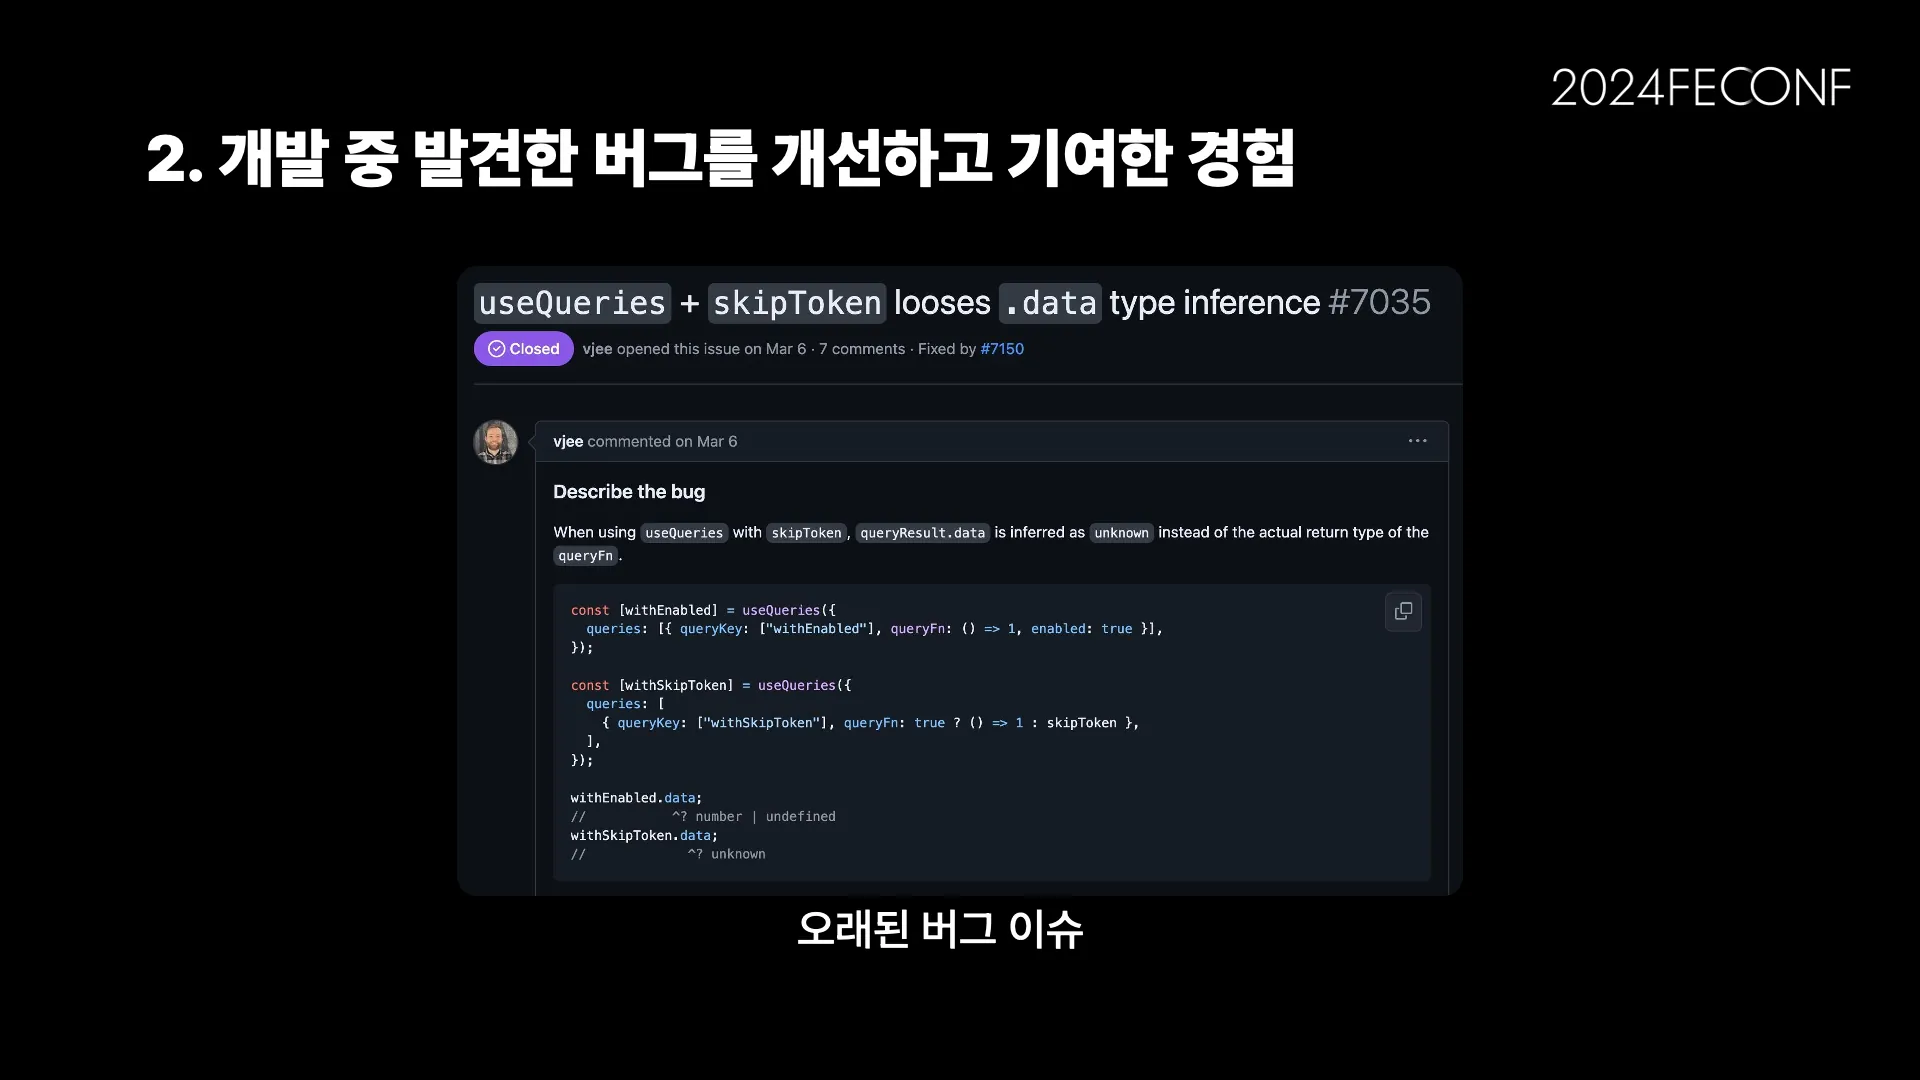 2024FECONF
2. 개발 중 발견한 버그를 개선하고 기여한 경험
useQueries + skipToken looses .data type inference #7035
Closed vjee opened this issue on Mar 6 · 7 comments · Fixed by #7150
vjee commented on Mar 6
Describe the bug
When using useQueries with skipToken, queryResult.data is inferred as unknown instead of the actual return type of the
queryFn.
const [withEnabled] = useQueries({
  queries: [{ queryKey: ["withEnabled"], queryFn: () => 1, enabled: true }],
});
const [withSkipToken] = useQueries({
  queries: [
    { queryKey: ["withSkipToken"], queryFn: true ? () => 1 : skipToken },
  ],
});
withEnabled.data;
//           ^? number | undefined
withSkipToken.data;
//             ^? unknown
오래된 버그 이슈